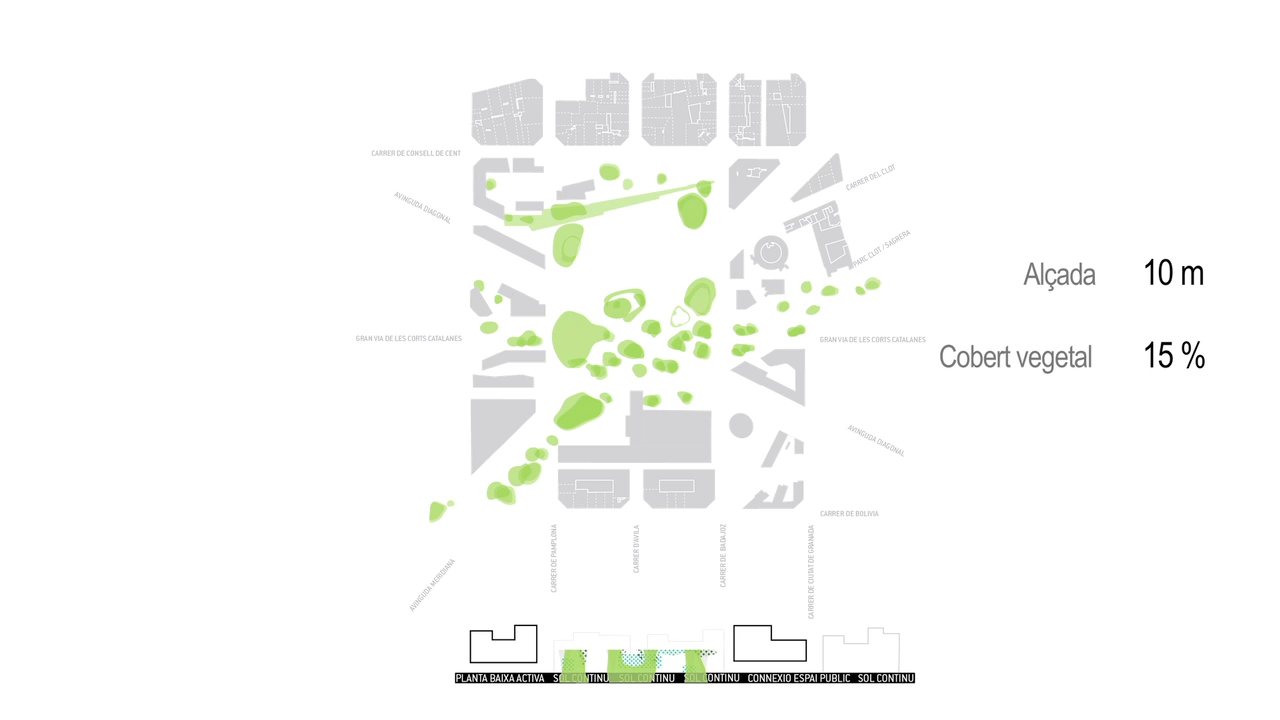 CARRER DE CONSELL DE CENT
AVINGUDA DIAGONAL
CARRER DEL CLOT
PARC CLOT / SAGRERA
Alçada 10 m
GRAN VIA DE LES CORTS CATALANES
GRAN VIA DE LES CORTS CATALANES
Cobert vegetal 15 %
AVINGUDA DIAGONAL
CARRER DE BOLIVIA
AVINGUDA MERIDIANA
CARRER DE PAMPLONA
CARRER D'AVILA
CARRER DE BADAJOZ
CARRER DE CIUTAT DE GRANADA
PLANTA BAIXA ACTIVA SOL CONTINU SOL CONTINU SOL CONTINU CONNEXIO ESPAI PUBLIC SOL CONTINU